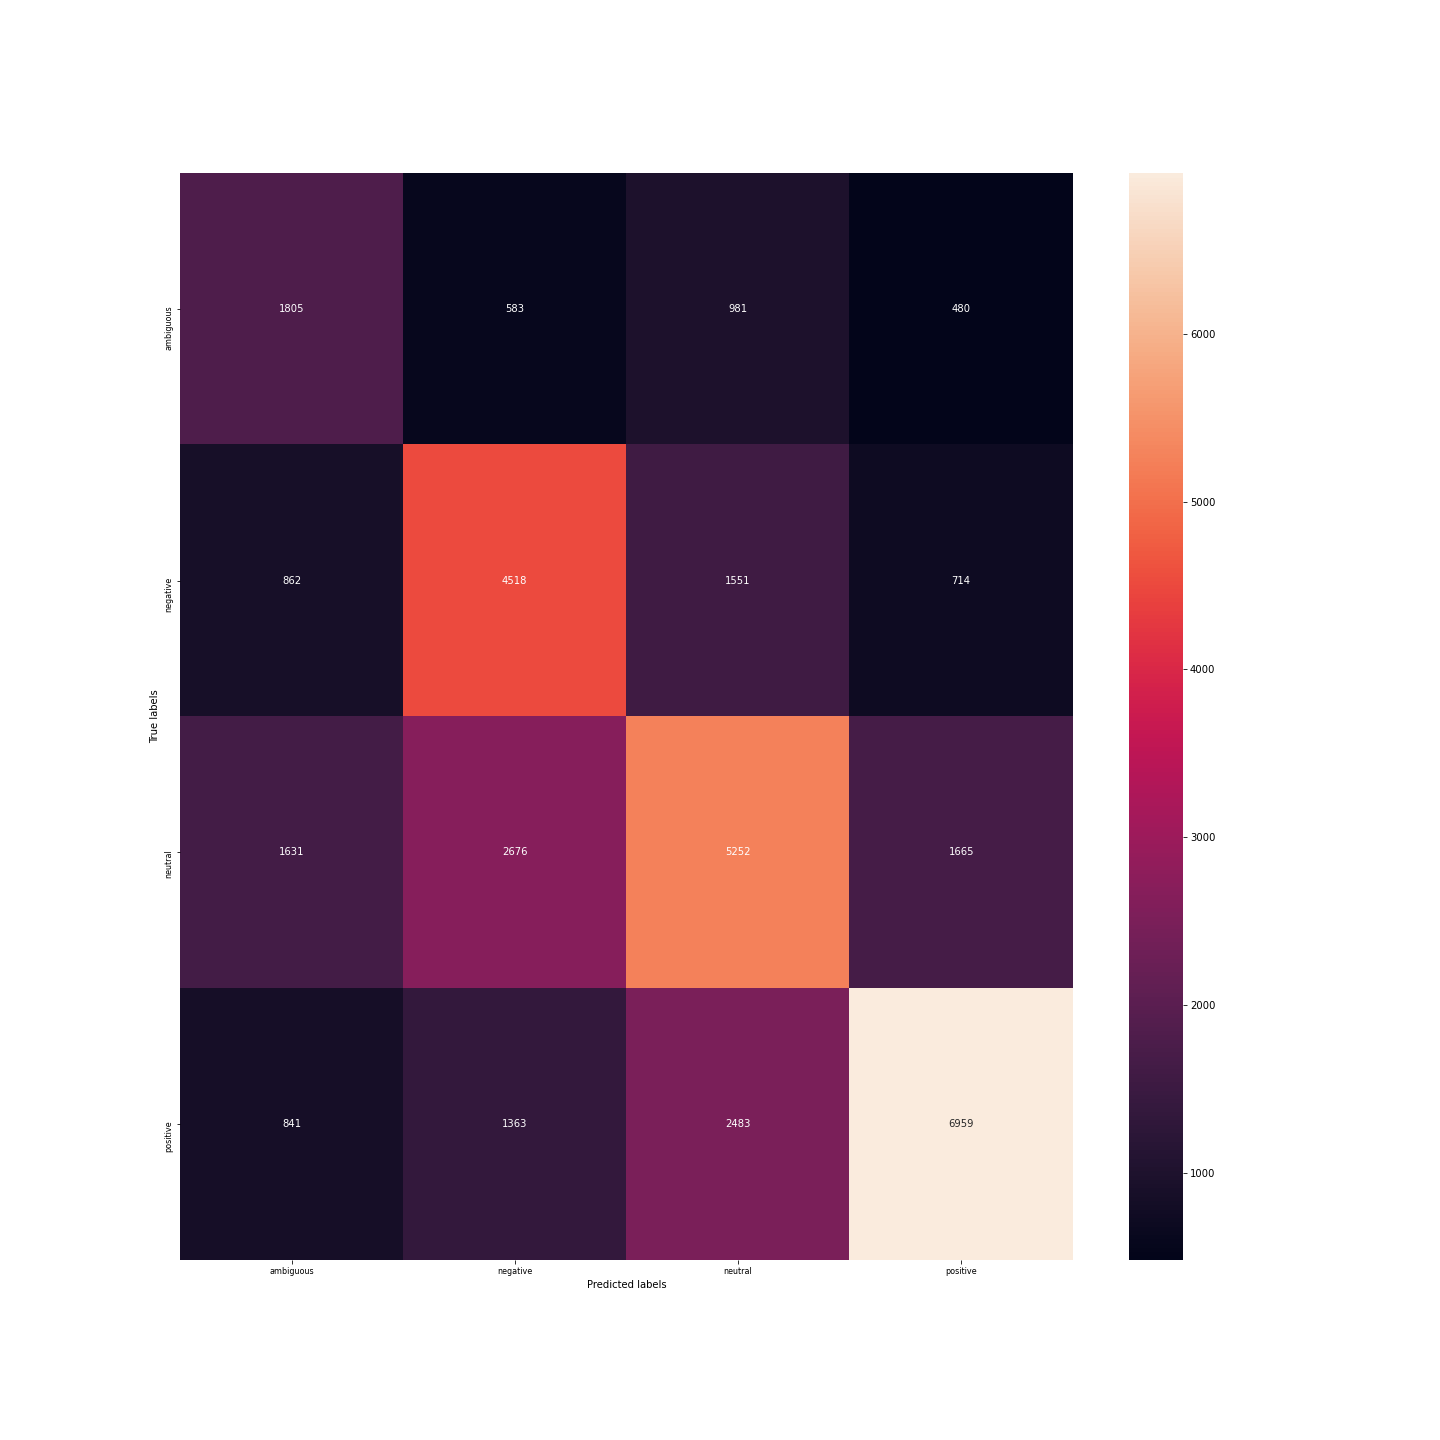 1805 583 981 480
ambiguous
6000
5000
862 4518 1551 714
negative
4000
True labels
3000
1631 2676 5252 1665
neutral
2000
841 1363 2483 6959
positive
1000
ambiguous negative neutral positive
Predicted labels